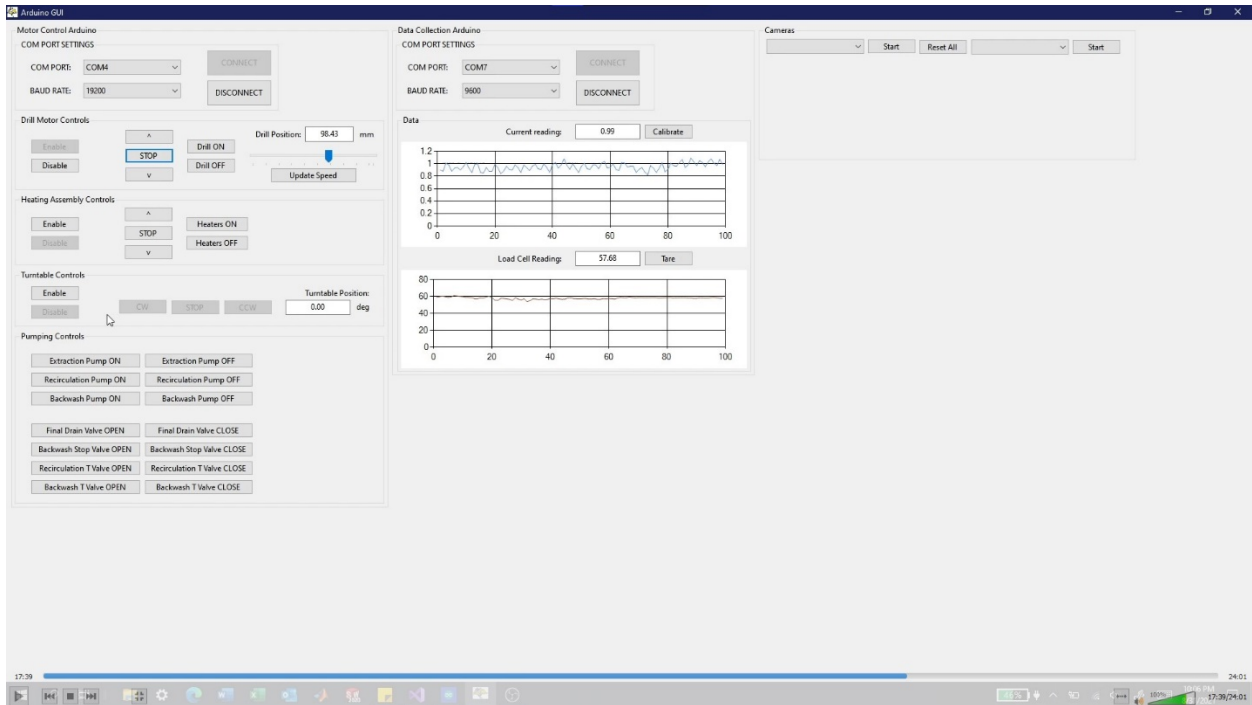 Arduino GUI
Motor Control Arduino
COM PORT SETTINGS
COM PORT: COM4 CONNECT
BAUD RATE: 19200 DISCONNECT
Drill Motor Controls
^ Drill Position: 98.43 mm
Enable STOP Drill ON
Disable v Drill OFF Update Speed
Heating Assembly Controls
^
Enable STOP Heaters ON
Disable v Heaters OFF
Turntable Controls
Enable Turntable Position:
Disable CW STOP CCW 0.00 deg
Pumping Controls
Extraction Pump ON Extraction Pump OFF
Recirculation Pump ON Recirculation Pump OFF
Backwash Pump ON Backwash Pump OFF
Final Drain Valve OPEN Final Drain Valve CLOSE
Backwash Stop Valve OPEN Backwash Stop Valve CLOSE
Recirculation T Valve OPEN Recirculation T Valve CLOSE
Backwash T Valve OPEN Backwash T Valve CLOSE
Data Collection Arduino
COM PORT SETTINGS
COM PORT: COM7 CONNECT
BAUD RATE: 9600 DISCONNECT
Data
Current reading: 0.99 Calibrate
1.2
1
0.8
0.6
0.4
0.2
0
0 20 40 60 80 100
Load Cell Reading: 57.68 Tare
80
60
40
20
0
0 20 40 60 80 100
Cameras
Start Reset All Start
17:39 24:01
45% 100% 17:39/24:01